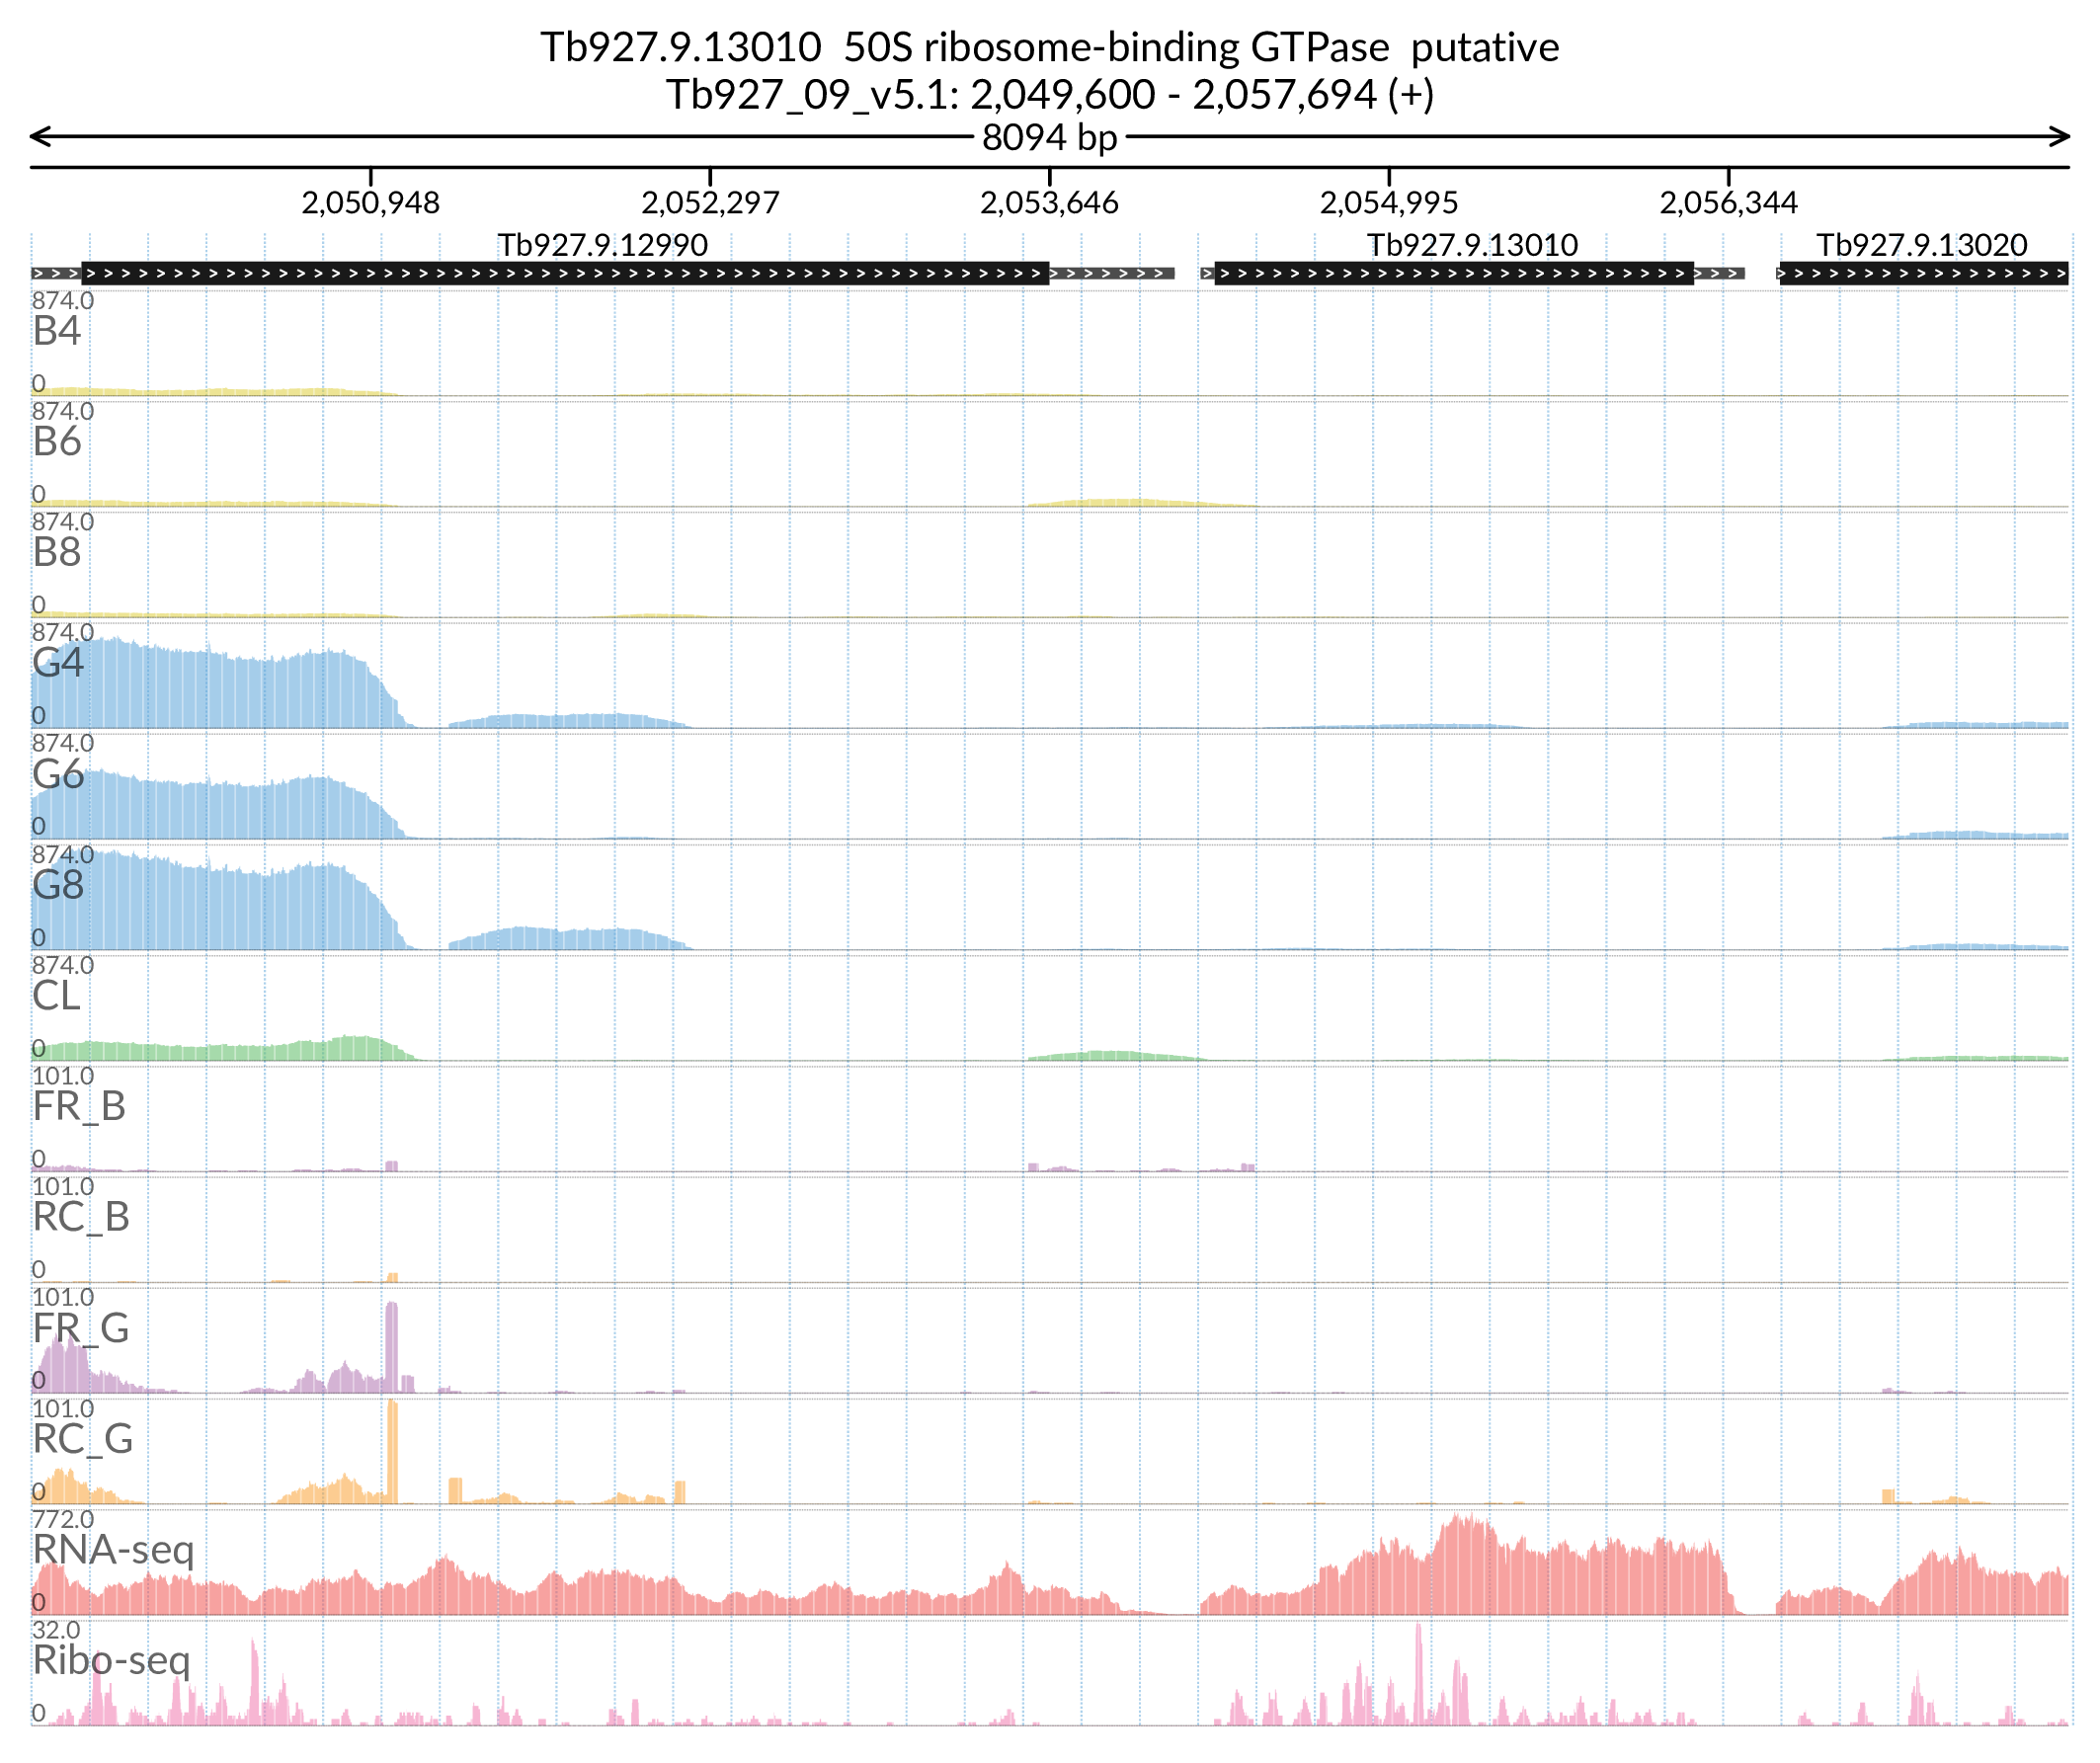 Tb927.9.13010  50S ribosome-binding GTPase  putative
Tb927_09_v5.1: 2,049,600 - 2,057,694 (+)
8094 bp
2,050,948 2,052,297 2,053,646 2,054,995 2,056,344
Tb927.9.12990 Tb927.9.13010 Tb927.9.13020
874.0
B4
0
874.0
B6
0
874.0
B8
0
874.0
G4
0
874.0
G6
0
874.0
G8
0
874.0
CL
0
101.0
FR_B
0
101.0
RC_B
0
101.0
FR_G
0
101.0
RC_G
0
772.0
RNA-seq
0
32.0
Ribo-seq
0